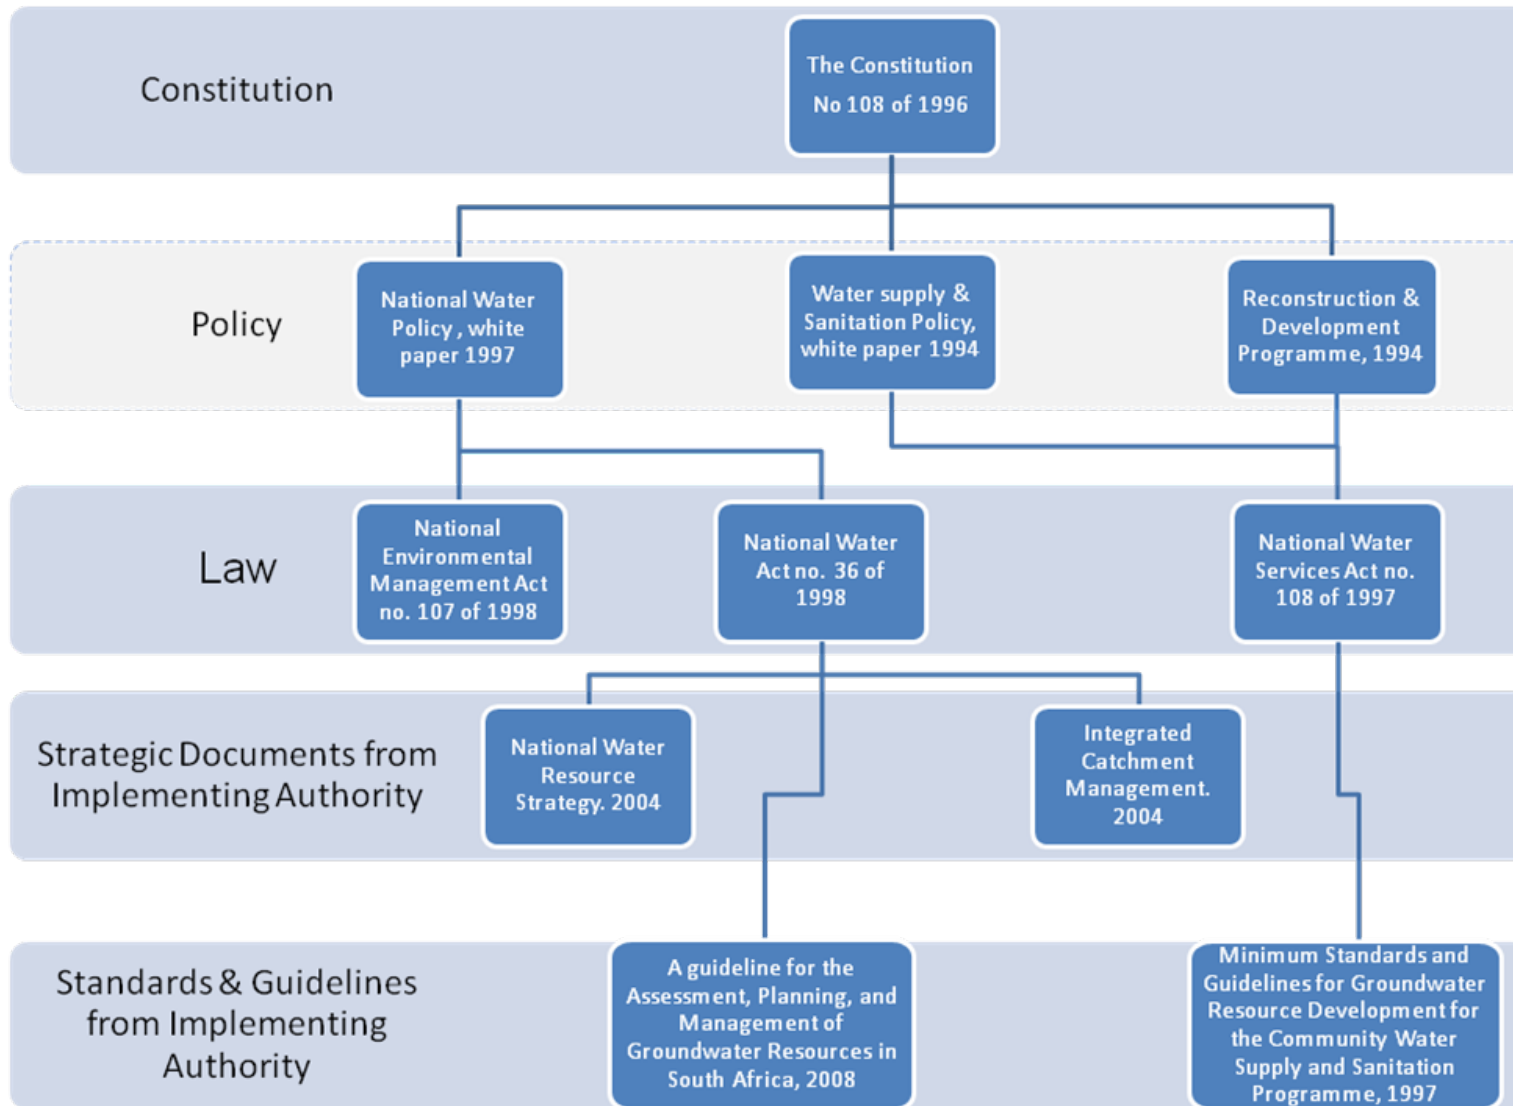 Constitution
The Constitution
No 108 of 1996
Policy
National Water
Policy , white
paper 1997
Water supply &
Sanitation Policy,
white paper 1994
Reconstruction &
Development
Programme, 1994
Law
National
Environmental
Management Act
no. 107 of 1998
National Water
Act no. 36 of
1998
National Water
Services Act no.
108 of 1997
Strategic Documents from
Implementing Authority
National Water
Resource
Strategy. 2004
Integrated
Catchment
Management.
2004
Standards & Guidelines
from Implementing
Authority
A guideline for the
Assessment, Planning, and
Management of
Groundwater Resources in
South Africa, 2008
Minimum Standards and
Guidelines for Groundwater
Resource Development for
the Community Water
Supply and Sanitation
Programme, 1997